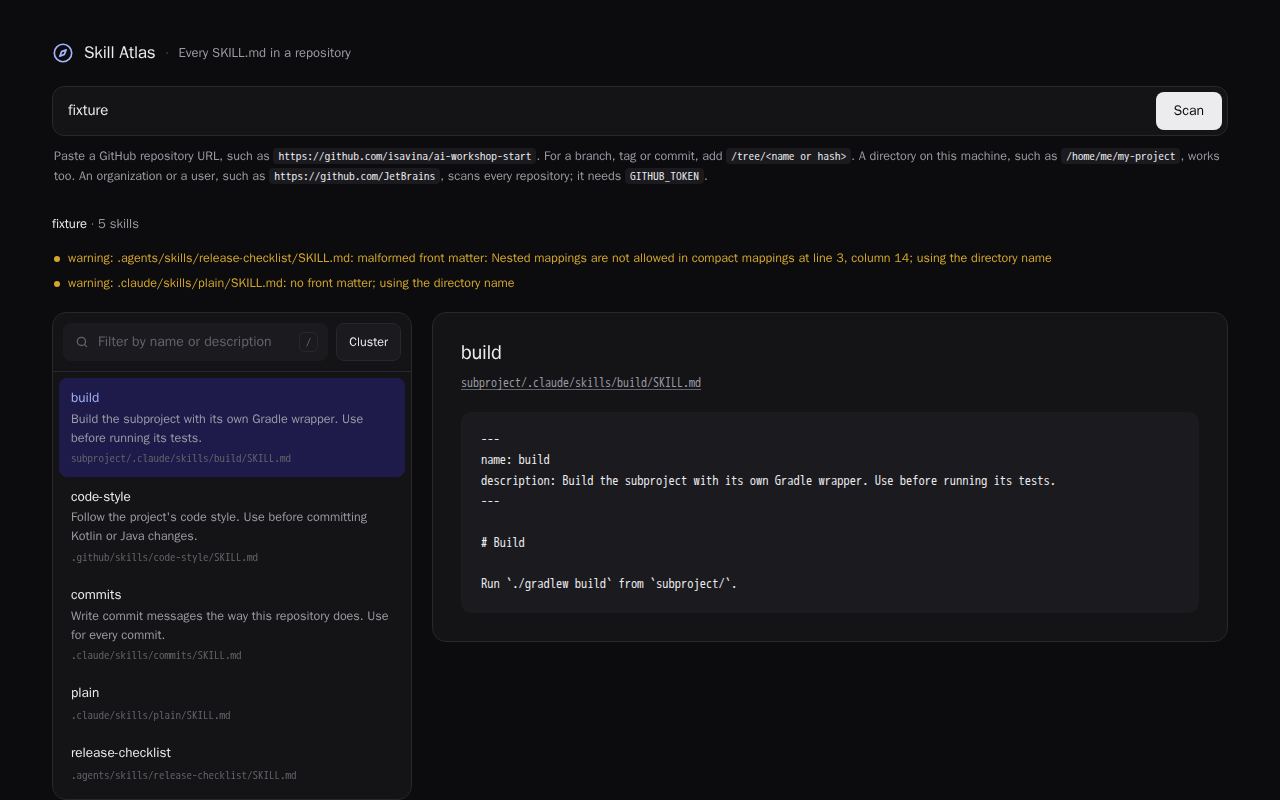 Skill Atlas · Every SKILL.md in a repository
fixture
Scan
Paste a GitHub repository URL, such as https://github.com/isavina/ai-workshop-start. For a branch, tag or commit, add /tree/<name or hash>. A directory on this machine, such as /home/me/my-project, works
too. An organization or a user, such as https://github.com/JetBrains, scans every repository; it needs GITHUB_TOKEN.
fixture · 5 skills
warning: .agents/skills/release-checklist/SKILL.md: malformed front matter: Nested mappings are not allowed in compact mappings at line 3, column 14; using the directory name
warning: .claude/skills/plain/SKILL.md: no front matter; using the directory name
Filter by name or description /
Cluster
build
Build the subproject with its own Gradle wrapper. Use
before running its tests.
subproject/.claude/skills/build/SKILL.md
code-style
Follow the project's code style. Use before committing
Kotlin or Java changes.
.github/skills/code-style/SKILL.md
commits
Write commit messages the way this repository does. Use
for every commit.
.claude/skills/commits/SKILL.md
plain
.claude/skills/plain/SKILL.md
release-checklist
.agents/skills/release-checklist/SKILL.md
build
subproject/.claude/skills/build/SKILL.md
---
name: build
description: Build the subproject with its own Gradle wrapper. Use before running its tests.
---
# Build
Run `./gradlew build` from `subproject/`.